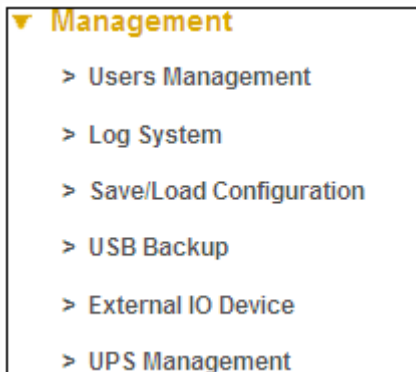 Management
> Users Management
> Log System
> Save/Load Configuration
> USB Backup
> External IO Device
> UPS Management